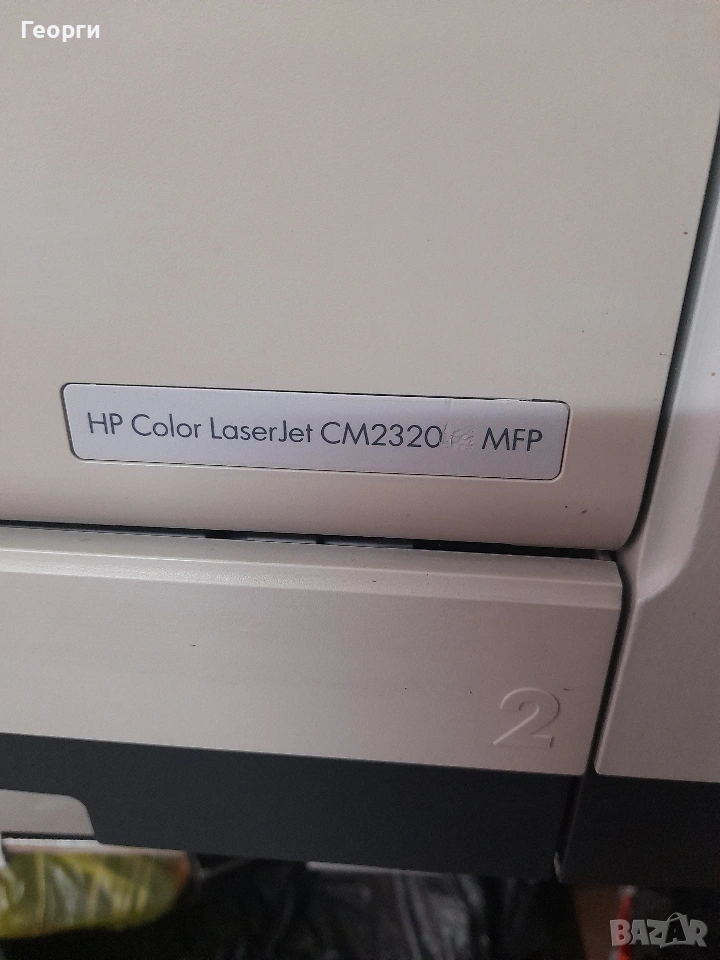 Георги
HP Color LaserJet CM2320 MFP
2
BAZAR